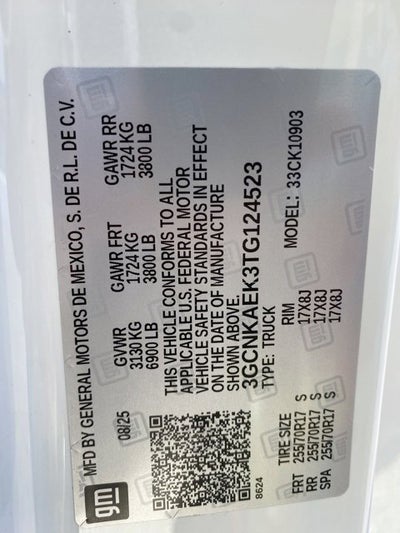 gm
MFD BY GENERAL MOTORS DE MEXICO, S. DE R.L. DE C.V.
08/25 GVWR GAWR FRT GAWR RR
3130 KG 1724 KG 1724 KG
6900 LB 3800 LB 3800 LB
THIS VEHICLE CONFORMS TO ALL
APPLICABLE U.S. FEDERAL MOTOR
VEHICLE SAFETY STANDARDS IN EFFECT
ON THE DATE OF MANUFACTURE
SHOWN ABOVE.
3GCNKAEK3TG124523
TYPE: TRUCK MODEL: 33CK10903
8624
TIRE SIZE RIM
FRT 255/70R17 S 17X8J
RR 255/70R17 S 17X8J
SPA 255/70R17 S 17X8J